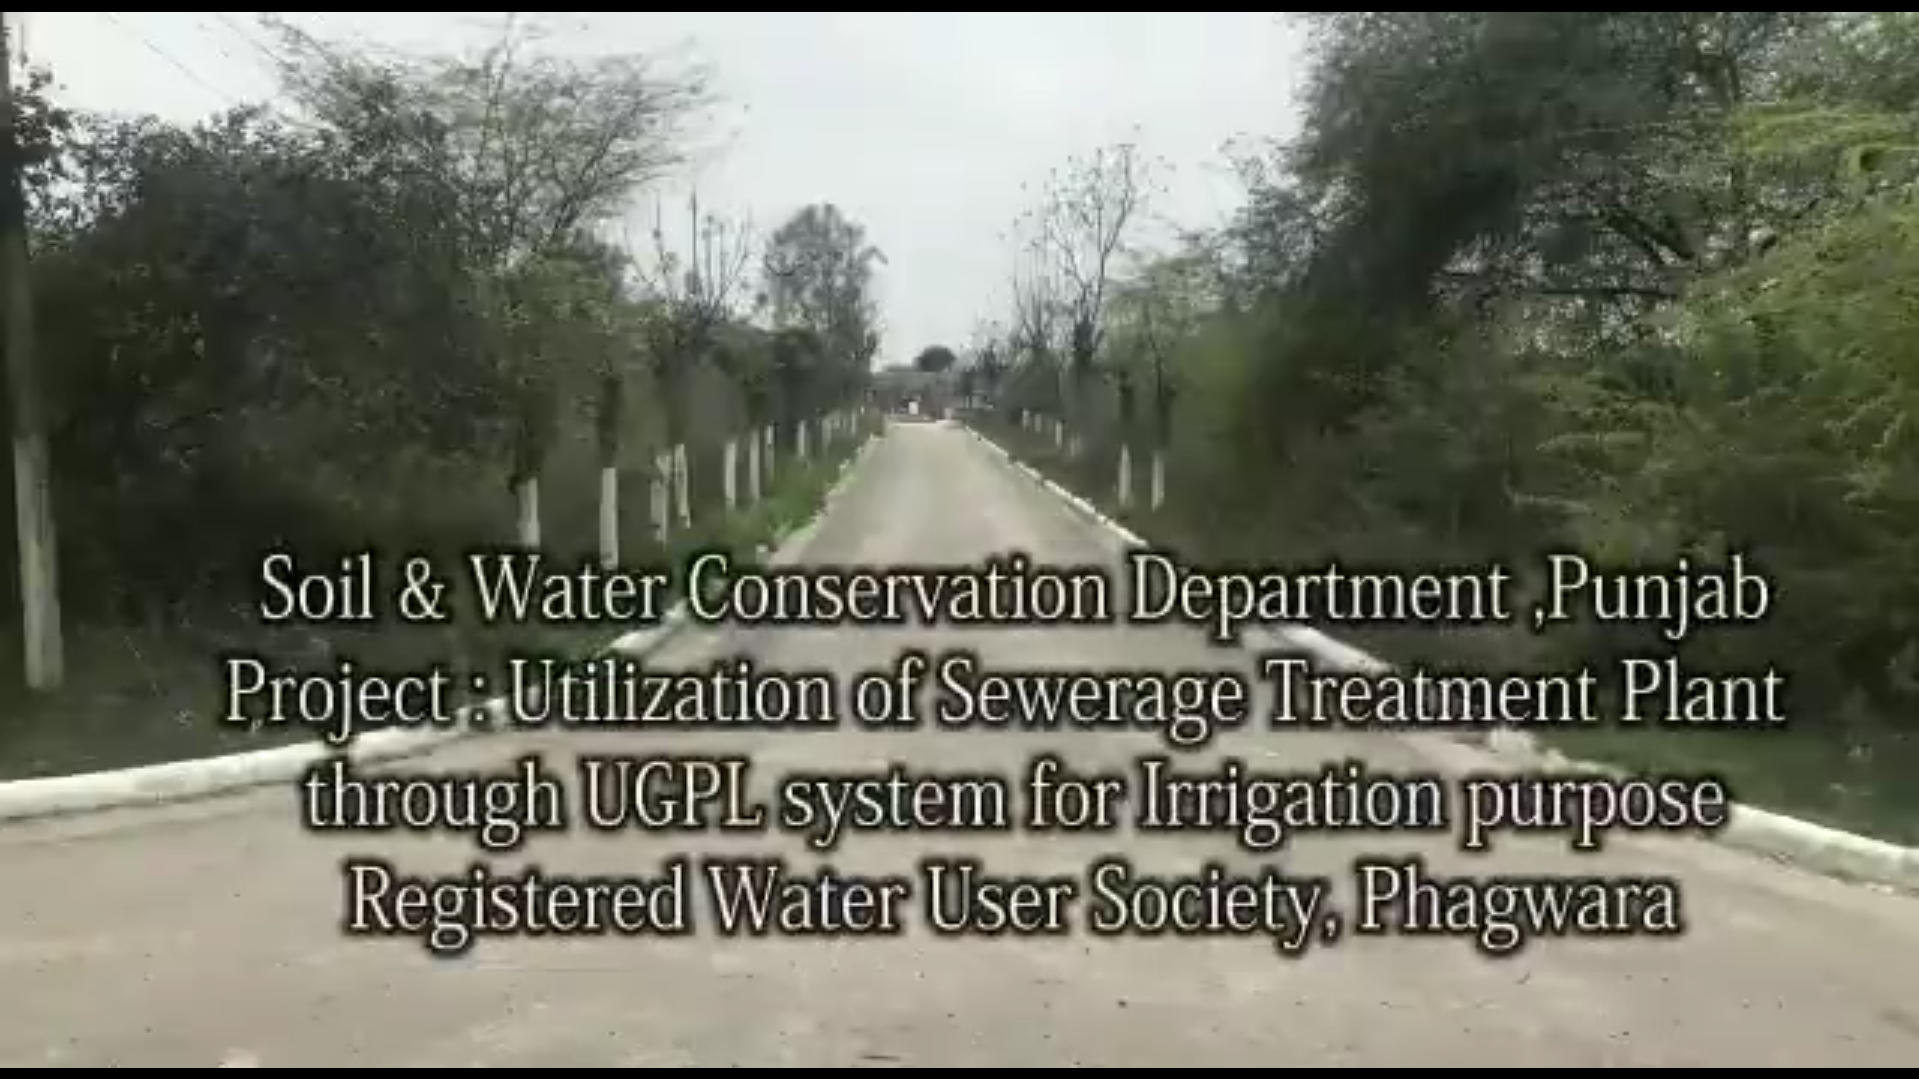 Soil & Water Conservation Department ,Punjab
Project : Utilization of Sewerage Treatment Plant
through UGPL system for Irrigation purpose
Registered Water User Society, Phagwara